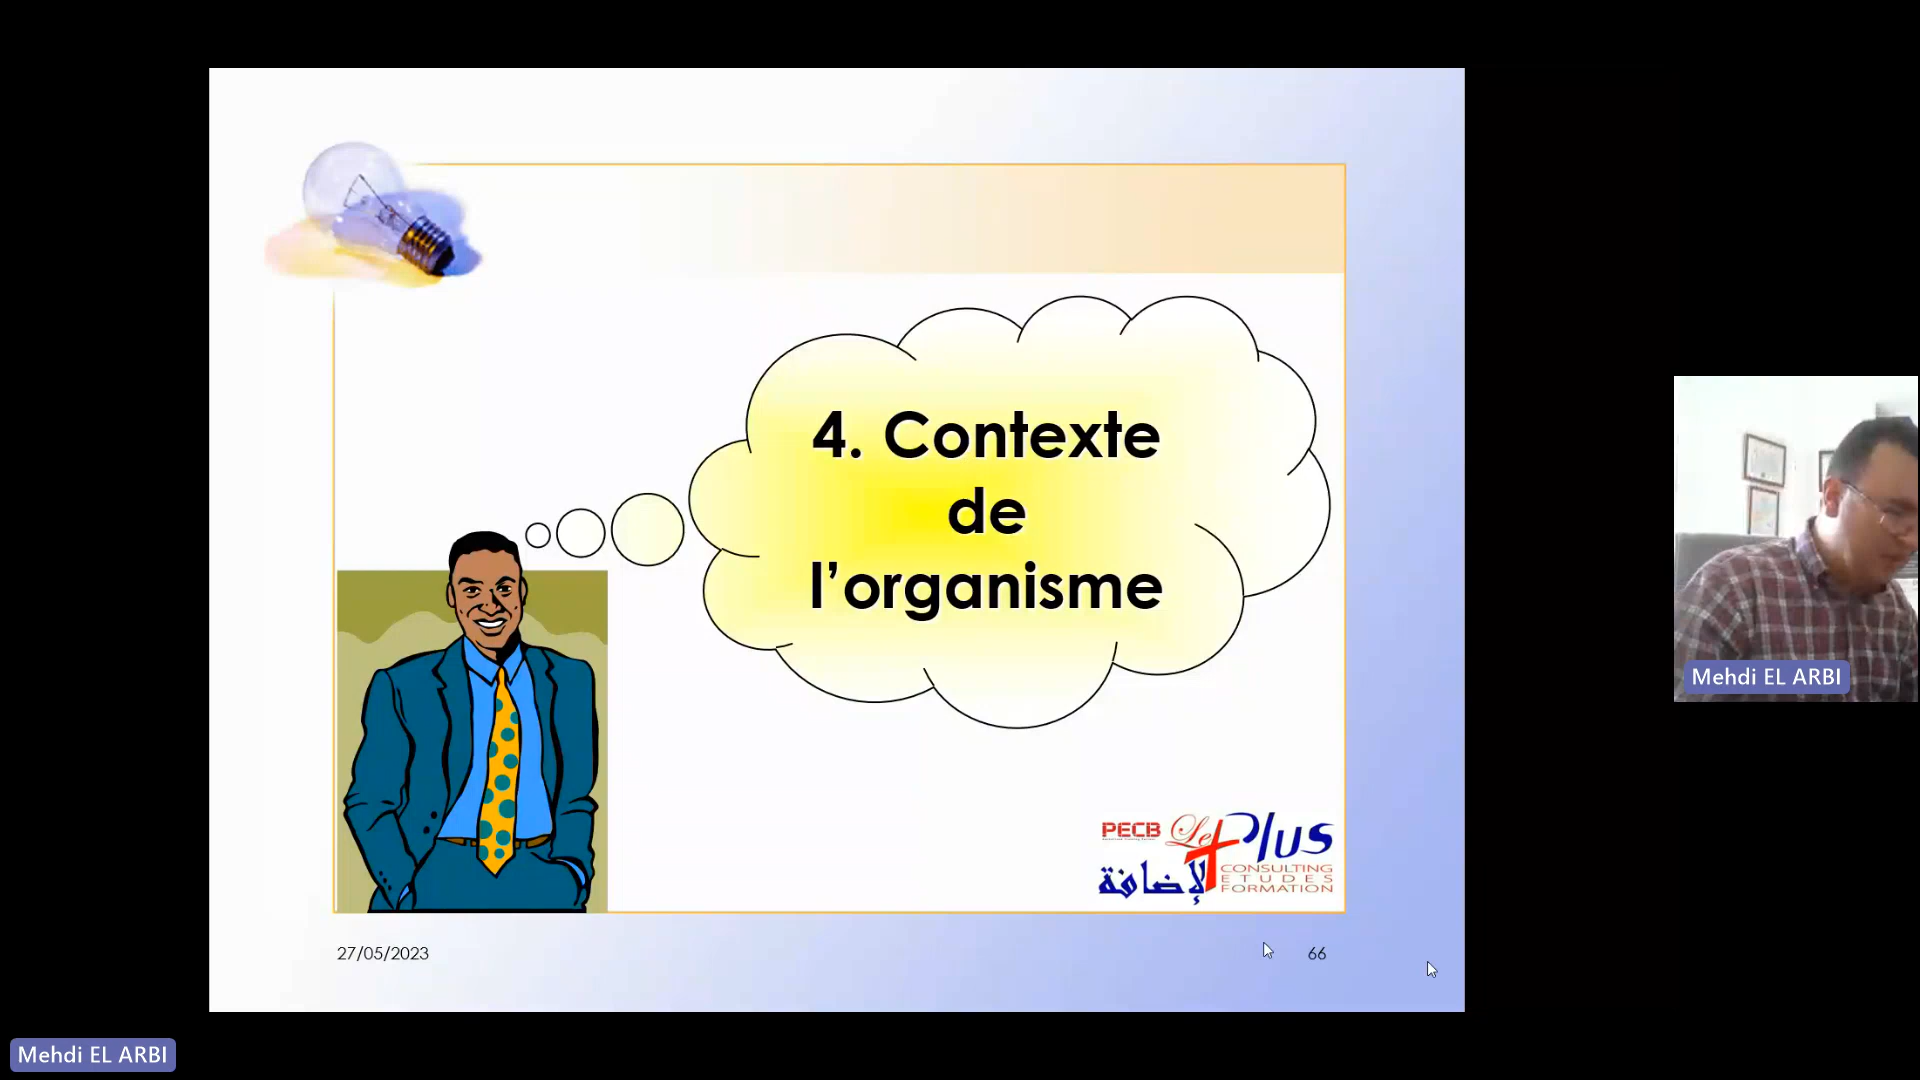 4. Contexte
de
l’organisme
PECB Le Plus
الإضافة
CONSULTING
ETUDES
FORMATION
27/05/2023
66
Mehdi EL ARBI
Mehdi EL ARBI